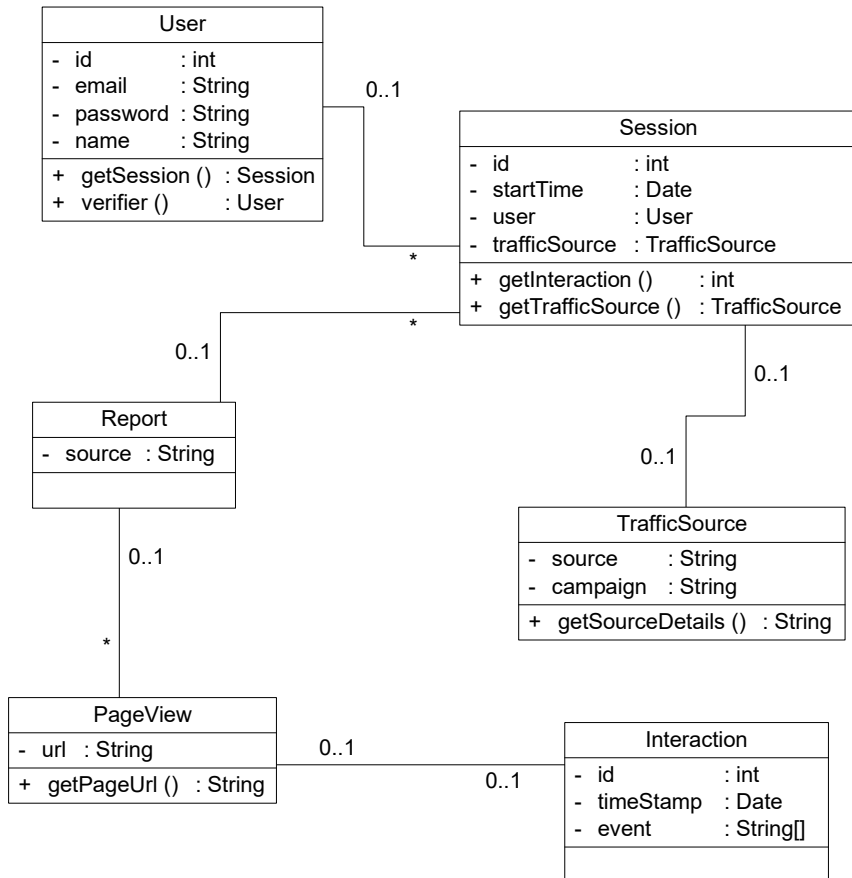 User
- id : int
- email : String
- password : String
- name : String
+ getSession () : Session
+ verifier () : User
0..1
*
Session
- id : int
- startTime : Date
- user : User
- trafficSource : TrafficSource
+ getInteraction () : int
+ getTrafficSource () : TrafficSource
*
0..1
0..1
0..1
Report
- source : String
0..1
*
TrafficSource
- source : String
- campaign : String
+ getSourceDetails () : String
PageView
- url : String
+ getPageUrl () : String
0..1
0..1
Interaction
- id : int
- timeStamp : Date
- event : String[]